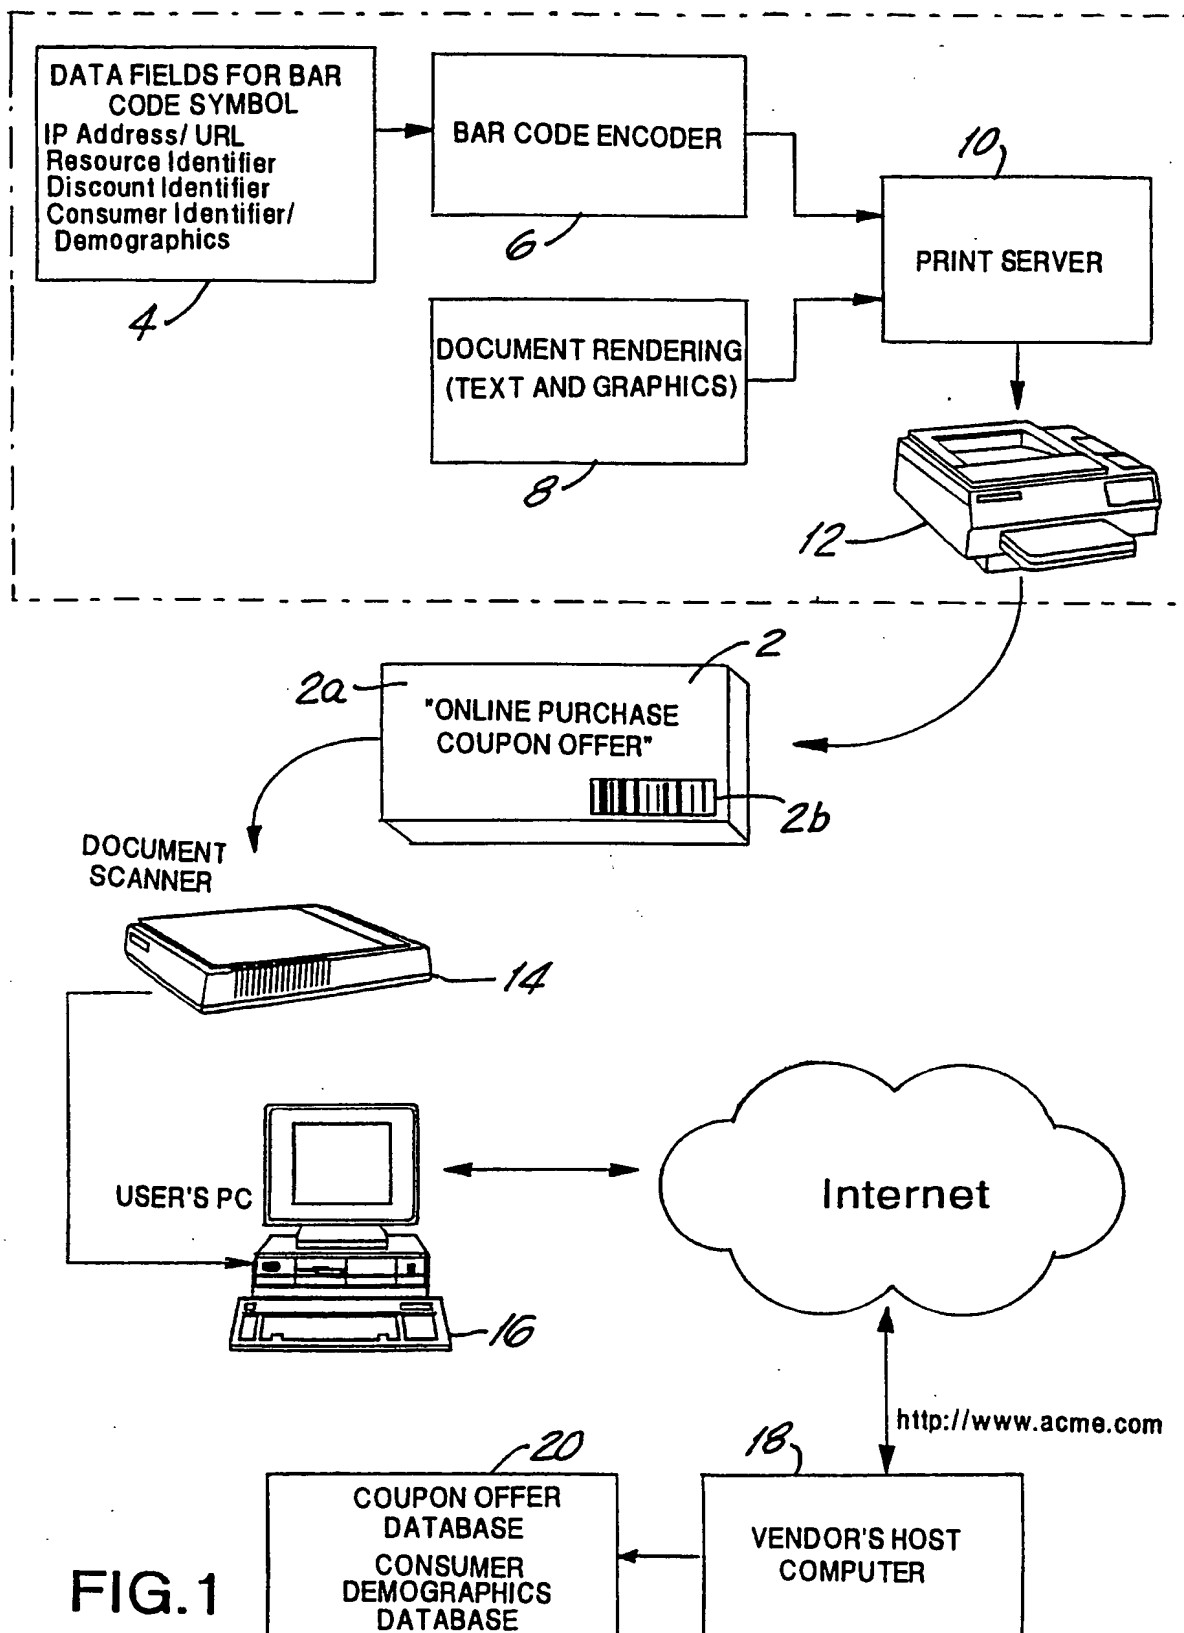 DATA FIELDS FOR BAR
CODE SYMBOL
IP Address/ URL
Resource Identifier
Discount Identifier
Consumer Identifier/
Demographics
4
BAR CODE ENCODER
6
DOCUMENT RENDERING
(TEXT AND GRAPHICS)
8
10
PRINT SERVER
12
2
2a
"ONLINE PURCHASE
COUPON OFFER"
2b
DOCUMENT
SCANNER
14
USER'S PC
16
Internet
http://www.acme.com
18
VENDOR'S HOST
COMPUTER
20
COUPON OFFER
DATABASE
CONSUMER
DEMOGRAPHICS
DATABASE
FIG.1